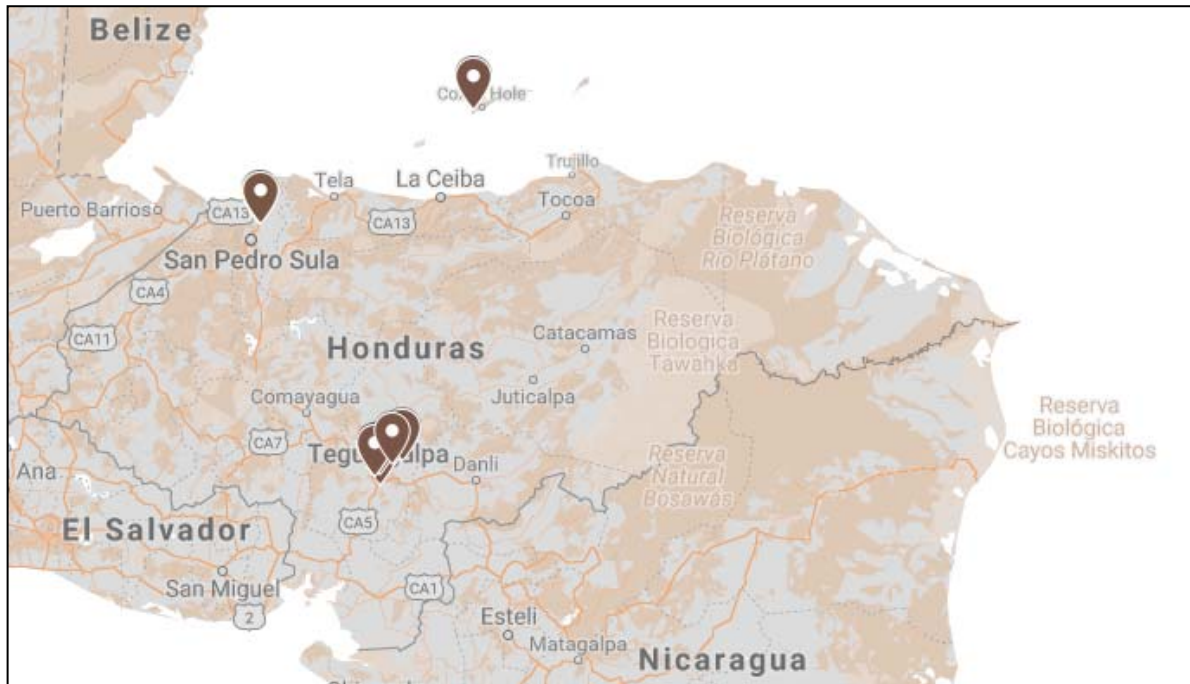 Belize
Hole
Trujillo
Tela
La Ceiba
Tocoa
Puerto Barrios
CA13
CA13
Reserva
Biológica
Río Plátano
San Pedro Sula
CA4
CA11
Catacamas
Reserva
Biologica
Tawahka
Honduras
Comayagua
Juticalpa
Reserva
Biológica
Cayos Miskitos
CA7
Danli
Ana
Reserva
Natural
Bosawás
El Salvador
CA5
San Miguel
CA1
2
Esteli
Matagalpa
Nicaragua